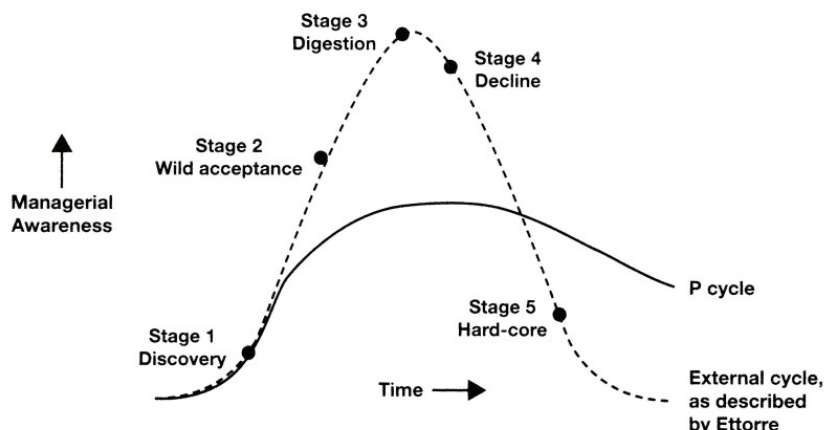 Stage 3
Digestion
Stage 4
Decline
Stage 2
Wild acceptance
Managerial
Awareness
P cycle
Stage 5
Hard-core
Stage 1
Discovery
Time
External cycle,
as described
by Ettorre